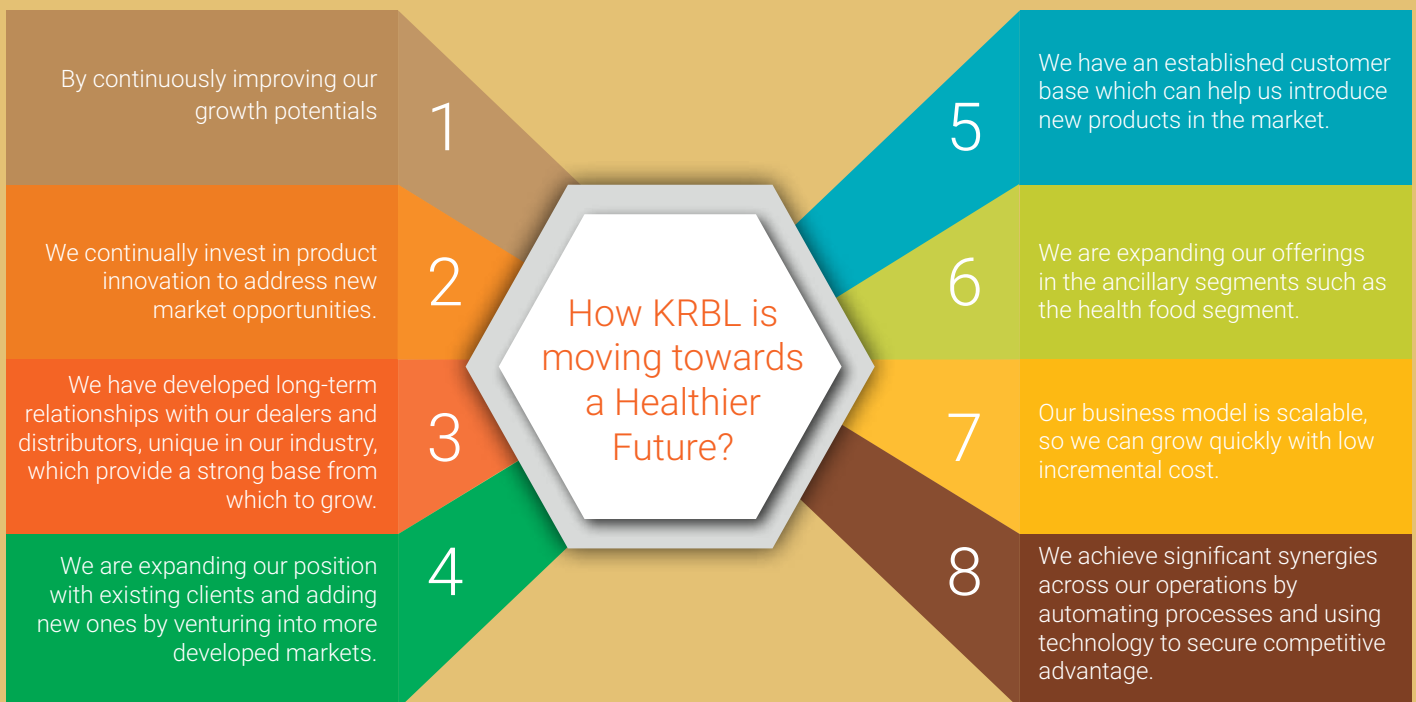 By continuously improving our
growth potentials
1
We continually invest in product
innovation to address new
market opportunities.
2
We have developed long-term
relationships with our dealers and
distributors, unique in our industry,
which provide a strong base from
which to grow.
3
We are expanding our position
with existing clients and adding
new ones by venturing into more
developed markets.
4
How KRBL is
moving towards
a Healthier
Future?
5
We have an established customer
base which can help us introduce
new products in the market.
6
We are expanding our offerings
in the ancillary segments such as
the health food segment.
7
Our business model is scalable,
so we can grow quickly with low
incremental cost.
8
We achieve significant synergies
across our operations by
automating processes and using
technology to secure competitive
advantage.